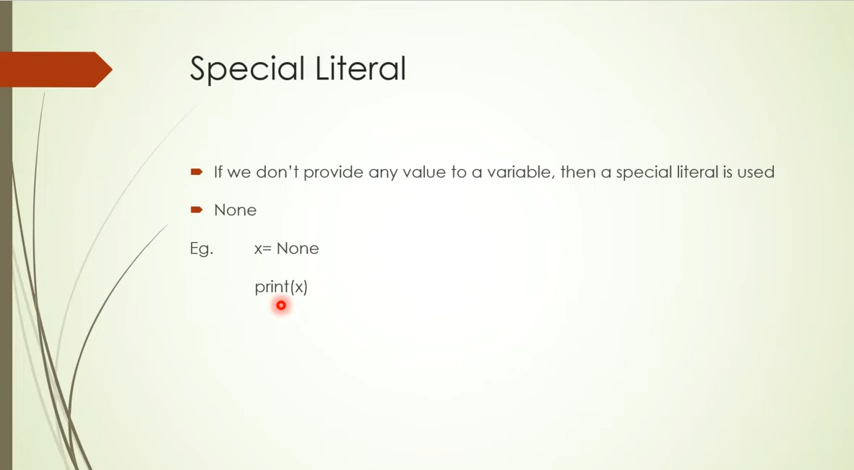 Special Literal
If we don't provide any value to a variable, then a special literal is used
None
Eg. x= None
print(x)